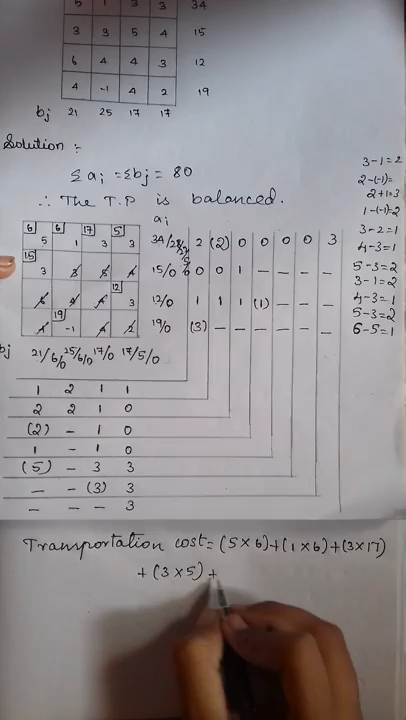 5 1 3 3 34
3 3 5 4 15
6 4 4 3 12
4 -1 4 2 19
bj 21 25 17 17
Solution
Σai = Σbj = 80
∴ The T.P is balanced.
3-1=2
2-(-1)=
2+1=3
1-(-1)=2
3-2=1
4-3=1
5-3=2
3-1=2
4-3=1
5-3=2
6-5=1
ai
6 6 17 5
5 1 3 3 2 (2) 0 0 0 0 3
15
3 3 5 4 15/0 0 0 1 - - - -
12
6 4 4 3 12/0 1 1 1 (1) - - -
19
4 -1 4 2 19/0 (3) - - - - - -
bj 21/6/0 25/6/0 17/0 17/5/0
1 2 1 1
2 2 1 0
(2) - 1 0
1 - 1 0
(5) - 3 3
- - (3) 3
- - - 3
Transportation cost = (5×6)+(1×6)+(3×17)
+ (3×5) +